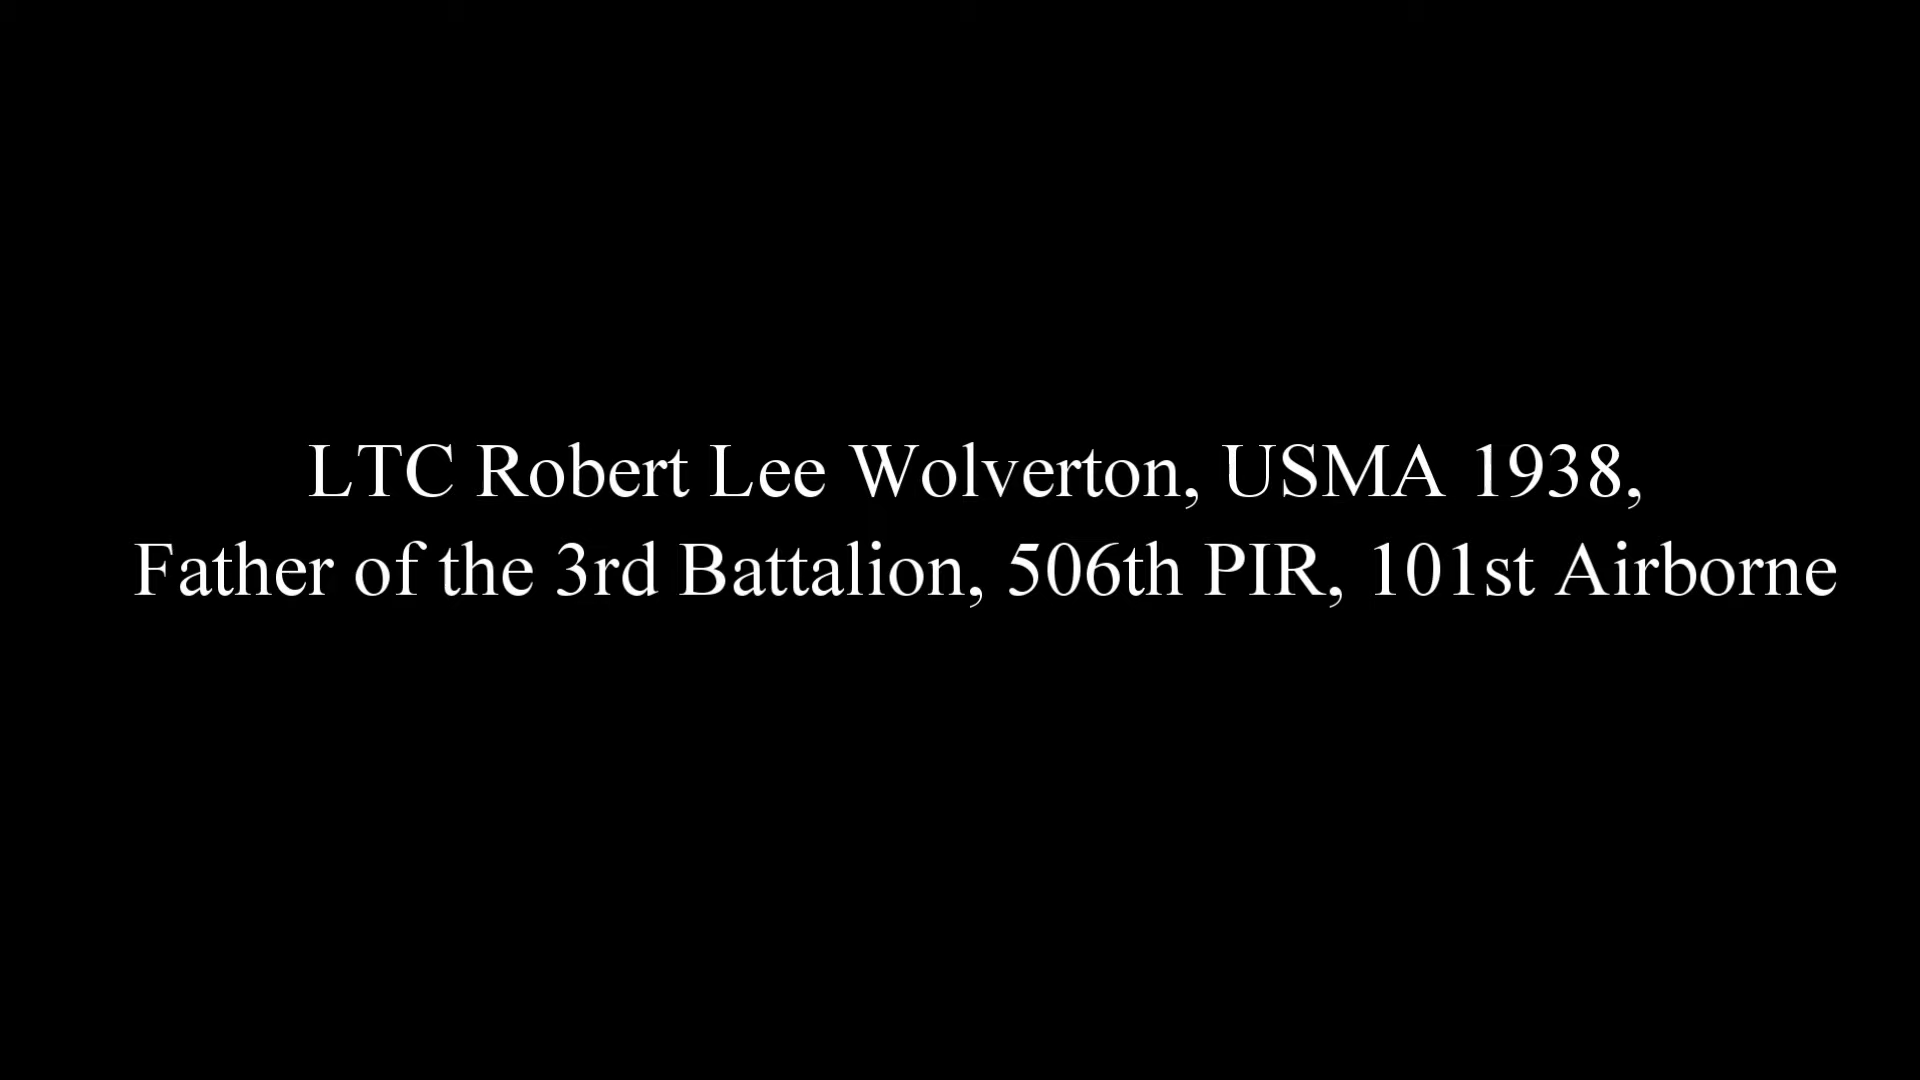 LTC Robert Lee Wolverton, USMA 1938,
Father of the 3rd Battalion, 506th PIR, 101st Airborne